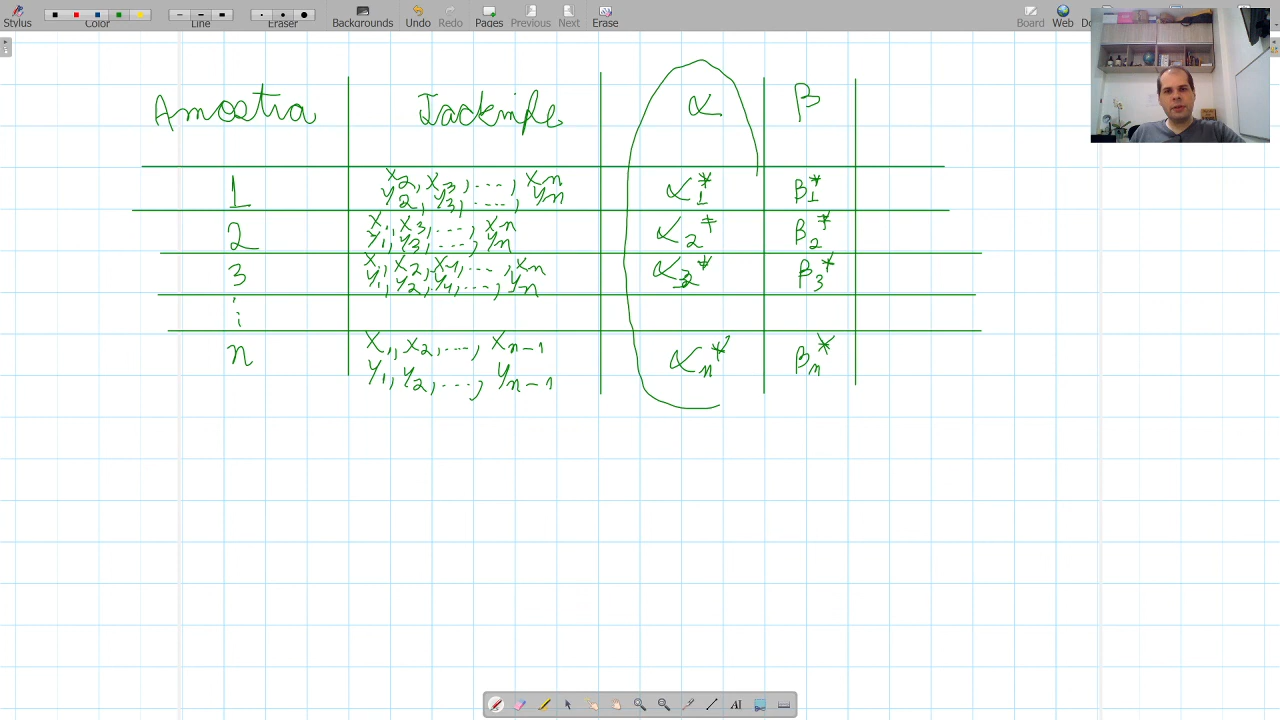 Stylus Color Line Eraser Backgrounds Undo Redo Pages Previous Next Erase Board Web
Amostra Jacknife α β
1 x2, x3, ...., xn α1* β1*
y2, y3, ...., yn
2 x1, x3, ...., xn α2* β2*
y1, y3, ...., yn
3 x1, x2, x4, ...., xn α3* β3*
y1, y2, y4, ...., yn
⋮
n x1, x2, ...., xn-1 αn* βn*
y1, y2, ...., yn-1